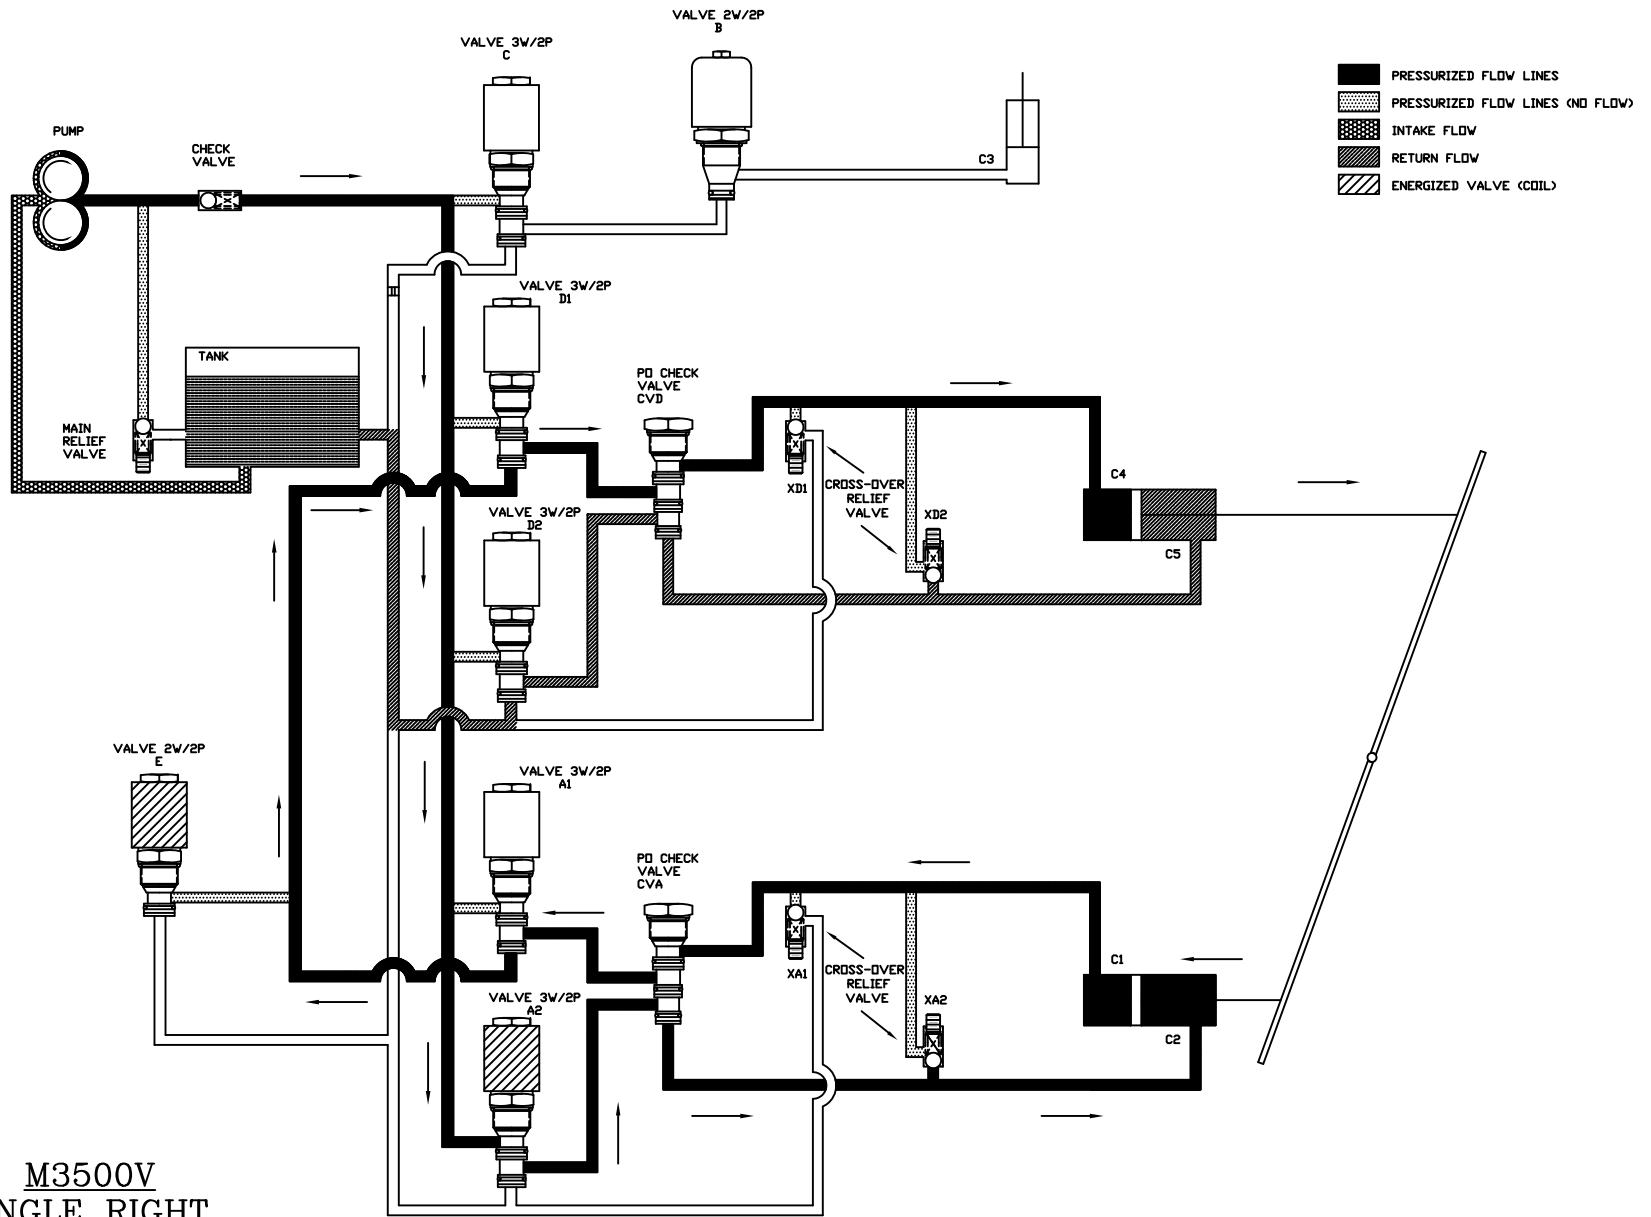 VALVE 2W/2P
B
VALVE 3W/2P
C
PRESSURIZED FLOW LINES
PRESSURIZED FLOW LINES (NO FLOW)
INTAKE FLOW
RETURN FLOW
ENERGIZED VALVE (COIL)
PUMP
CHECK
VALVE
C3
VALVE 3W/2P
D1
TANK
MAIN
RELIEF
VALVE
PO CHECK
VALVE
CVD
XD1
CROSS-OVER
RELIEF
VALVE
XD2
C4
C5
VALVE 3W/2P
D2
VALVE 2W/2P
E
VALVE 3W/2P
A1
PO CHECK
VALVE
CVA
XA1
CROSS-OVER
RELIEF
VALVE
XA2
C1
C2
VALVE 3W/2P
A2
M3500V
NGLE RIGHT